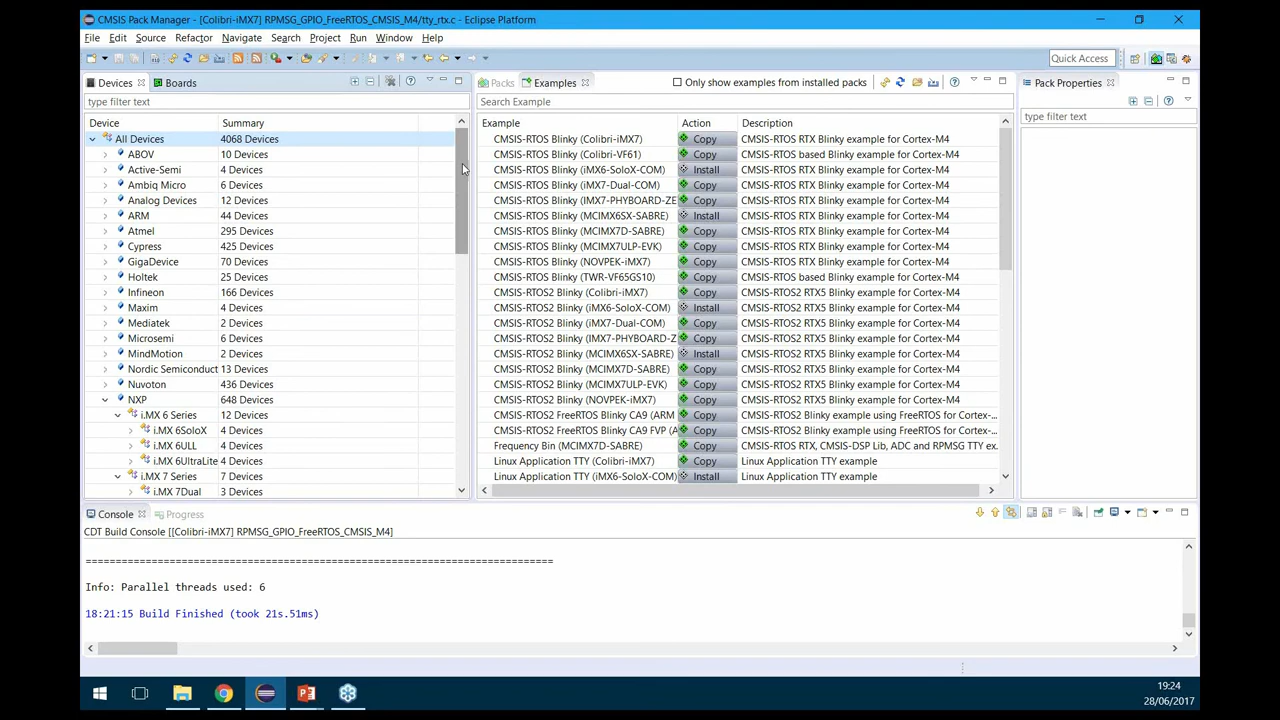 CMSIS Pack Manager - [Colibri-iMX7] RPMSG_GPIO_FreeRTOS_CMSIS_M4/tty_rtx.c - Eclipse Platform
File Edit Source Refactor Navigate Search Project Run Window Help
Quick Access
Devices Boards
type filter text
Device Summary
All Devices 4068 Devices
ABOV 10 Devices
Active-Semi 4 Devices
Ambiq Micro 6 Devices
Analog Devices 12 Devices
ARM 44 Devices
Atmel 295 Devices
Cypress 425 Devices
GigaDevice 70 Devices
Holtek 25 Devices
Infineon 166 Devices
Maxim 4 Devices
Mediatek 2 Devices
Microsemi 6 Devices
MindMotion 2 Devices
Nordic Semiconduct 13 Devices
Nuvoton 436 Devices
NXP 648 Devices
i.MX 6 Series 12 Devices
i.MX 6SoloX 4 Devices
i.MX 6ULL 4 Devices
i.MX 6UltraLite 4 Devices
i.MX 7 Series 7 Devices
i.MX 7Dual 3 Devices
Packs Examples Only show examples from installed packs
Search Example
Example Action Description
CMSIS-RTOS Blinky (Colibri-iMX7) Copy CMSIS-RTOS RTX Blinky example for Cortex-M4
CMSIS-RTOS Blinky (Colibri-VF61) Copy CMSIS-RTOS based Blinky example for Cortex-M4
CMSIS-RTOS Blinky (iMX6-SoloX-COM) Install CMSIS-RTOS RTX Blinky example for Cortex-M4
CMSIS-RTOS Blinky (iMX7-Dual-COM) Copy CMSIS-RTOS RTX Blinky example for Cortex-M4
CMSIS-RTOS Blinky (IMX7-PHYBOARD-ZE Copy CMSIS-RTOS RTX Blinky example for Cortex-M4
CMSIS-RTOS Blinky (MCIMX6SX-SABRE) Install CMSIS-RTOS RTX Blinky example for Cortex-M4
CMSIS-RTOS Blinky (MCIMX7D-SABRE) Copy CMSIS-RTOS RTX Blinky example for Cortex-M4
CMSIS-RTOS Blinky (MCIMX7ULP-EVK) Copy CMSIS-RTOS RTX Blinky example for Cortex-M4
CMSIS-RTOS Blinky (NOVPEK-iMX7) Copy CMSIS-RTOS RTX Blinky example for Cortex-M4
CMSIS-RTOS Blinky (TWR-VF65GS10) Copy CMSIS-RTOS based Blinky example for Cortex-M4
CMSIS-RTOS2 Blinky (Colibri-iMX7) Copy CMSIS-RTOS2 RTX5 Blinky example for Cortex-M4
CMSIS-RTOS2 Blinky (iMX6-SoloX-COM) Install CMSIS-RTOS2 RTX5 Blinky example for Cortex-M4
CMSIS-RTOS2 Blinky (iMX7-Dual-COM) Copy CMSIS-RTOS2 RTX5 Blinky example for Cortex-M4
CMSIS-RTOS2 Blinky (IMX7-PHYBOARD-Z Copy CMSIS-RTOS2 RTX5 Blinky example for Cortex-M4
CMSIS-RTOS2 Blinky (MCIMX6SX-SABRE) Install CMSIS-RTOS2 RTX5 Blinky example for Cortex-M4
CMSIS-RTOS2 Blinky (MCIMX7D-SABRE) Copy CMSIS-RTOS2 RTX5 Blinky example for Cortex-M4
CMSIS-RTOS2 Blinky (MCIMX7ULP-EVK) Copy CMSIS-RTOS2 RTX5 Blinky example for Cortex-M4
CMSIS-RTOS2 Blinky (NOVPEK-iMX7) Copy CMSIS-RTOS2 RTX5 Blinky example for Cortex-M4
CMSIS-RTOS2 FreeRTOS Blinky CA9 (ARM Copy CMSIS-RTOS2 Blinky example using FreeRTOS for Cortex-...
CMSIS-RTOS2 FreeRTOS Blinky CA9 FVP (A Copy CMSIS-RTOS2 Blinky example using FreeRTOS for Cortex-...
Frequency Bin (MCIMX7D-SABRE) Copy CMSIS-RTOS RTX, CMSIS-DSP Lib, ADC and RPMSG TTY ex.
Linux Application TTY (Colibri-iMX7) Copy Linux Application TTY example
Linux Application TTY (iMX6-SoloX-COM) Install Linux Application TTY example
Pack Properties
type filter text
Console Progress
CDT Build Console [[Colibri-iMX7] RPMSG_GPIO_FreeRTOS_CMSIS_M4]
==============================================================================
Info: Parallel threads used: 6
18:21:15 Build Finished (took 21s.51ms)
19:24
28/06/2017